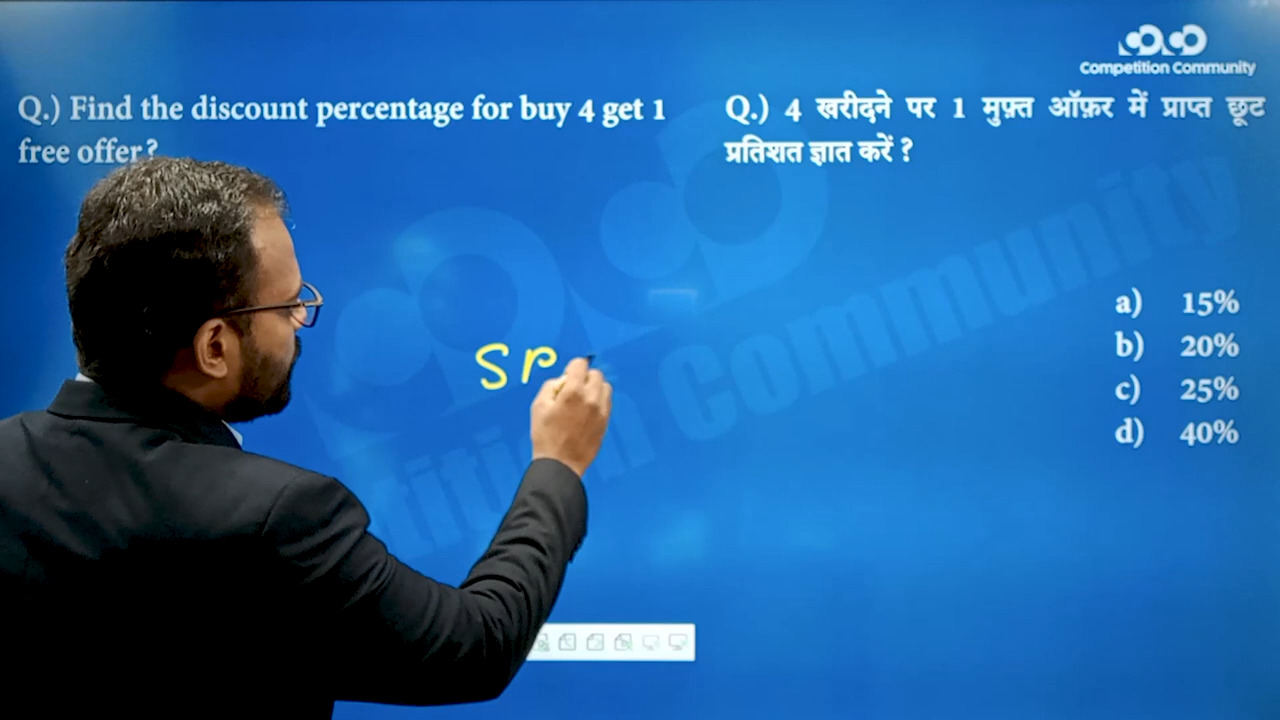 Competition Community
Q.) Find the discount percentage for buy 4 get 1
free offer?
Q.) 4 खरीदने पर 1 मुफ़्त ऑफ़र में प्राप्त छूट
प्रतिशत ज्ञात करें ?
a) 15%
b) 20%
c) 25%
d) 40%
SP
Community